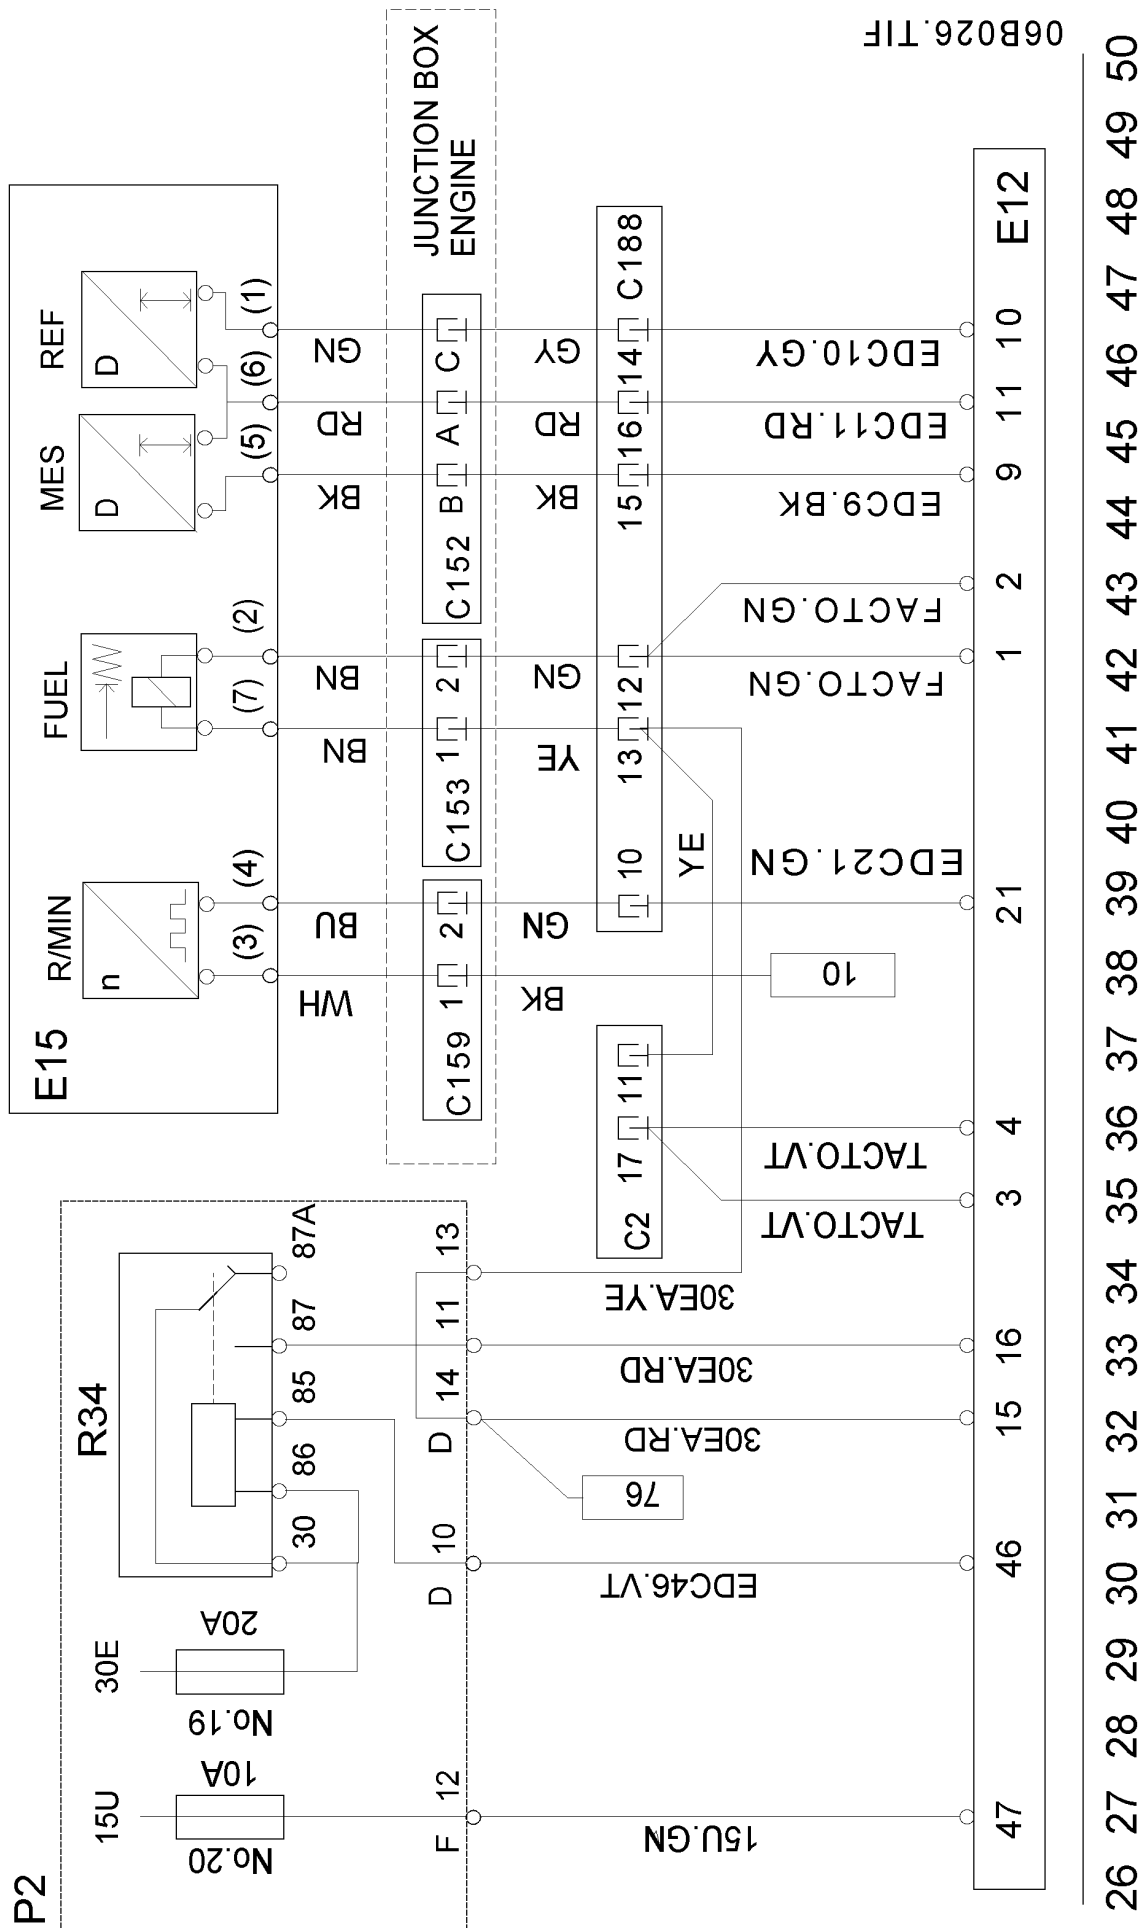 P2
15U
30E
No.20
10A
No.19
20A
R34
30
86
85
87
87A
F
12
D
10
D
14
11
13
15U.GN
EDC46.VT
76
30EA.RD
30EA.RD
30EA.YE
E15
R/MIN
n
FUEL
MES
D
REF
D
(3)
(4)
(7)
(2)
(5)
(6)
(1)
WH
BU
BN
BN
BK
RD
GN
JUNCTION BOX
ENGINE
C159
1
2
C153
1
2
C152
B
A
C
BK
GN
YE
GN
BK
RD
GY
C2
17
11
10
13
12
15
16
14
C188
YE
10
TACTO.VT
TACTO.VT
EDC21.GN
FACTO.GN
FACTO.GN
EDC9.BK
EDC11.RD
EDC10.GY
47
46
15
16
3
4
21
1
2
9
11
10
E12
26
27
28
29
30
31
32
33
34
35
36
37
38
39
40
41
42
43
44
45
46
47
48
49
50
06B026.TIF